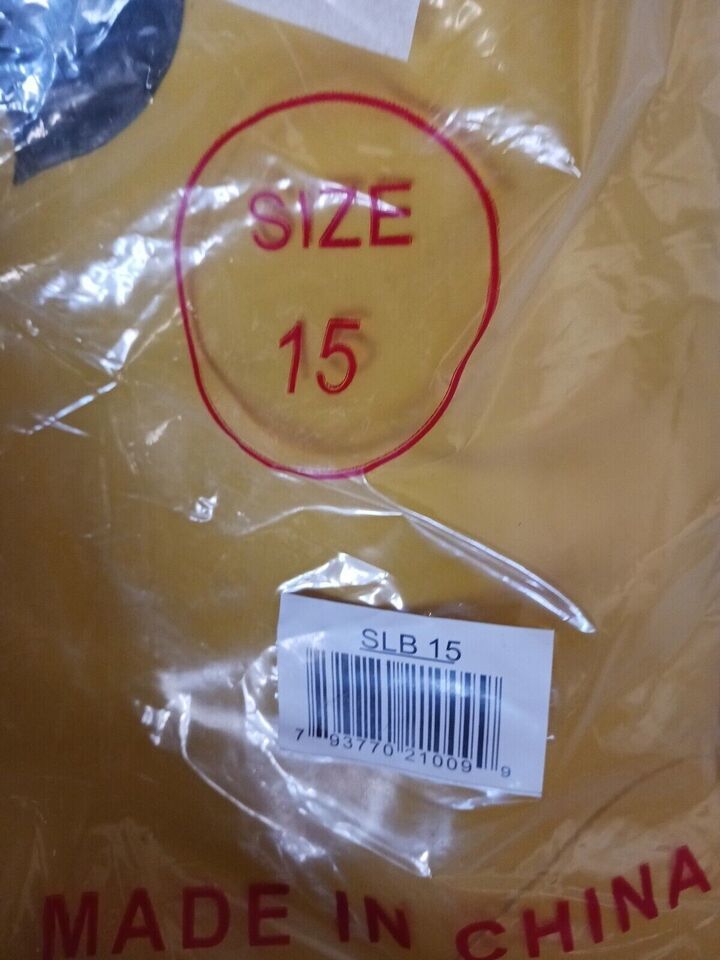 SIZE
15
SLB 15
7 93770 21009 9
MADE IN CHINA